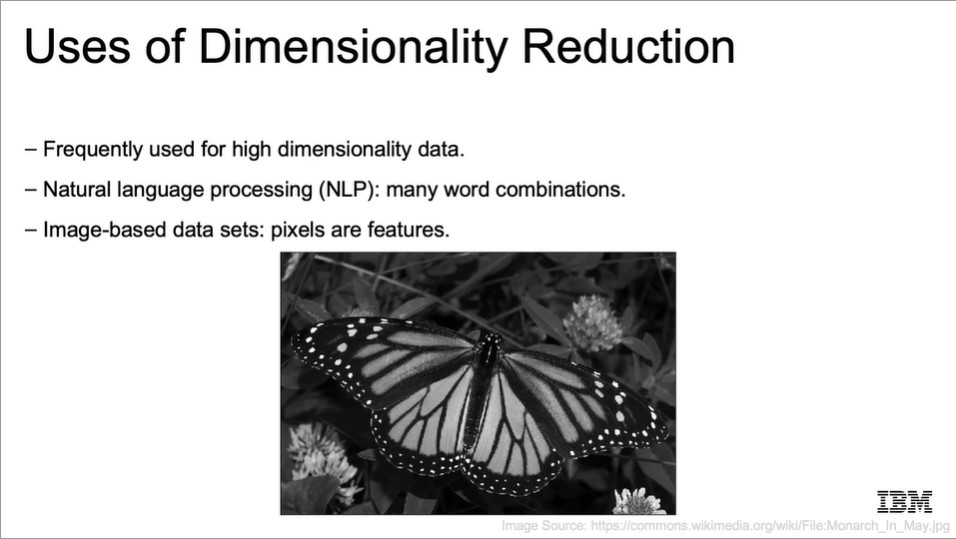 Uses of Dimensionality Reduction
– Frequently used for high dimensionality data.
– Natural language processing (NLP): many word combinations.
– Image-based data sets: pixels are features.
IBM
Image Source: https://commons.wikimedia.org/wiki/File:Monarch_In_May.jpg